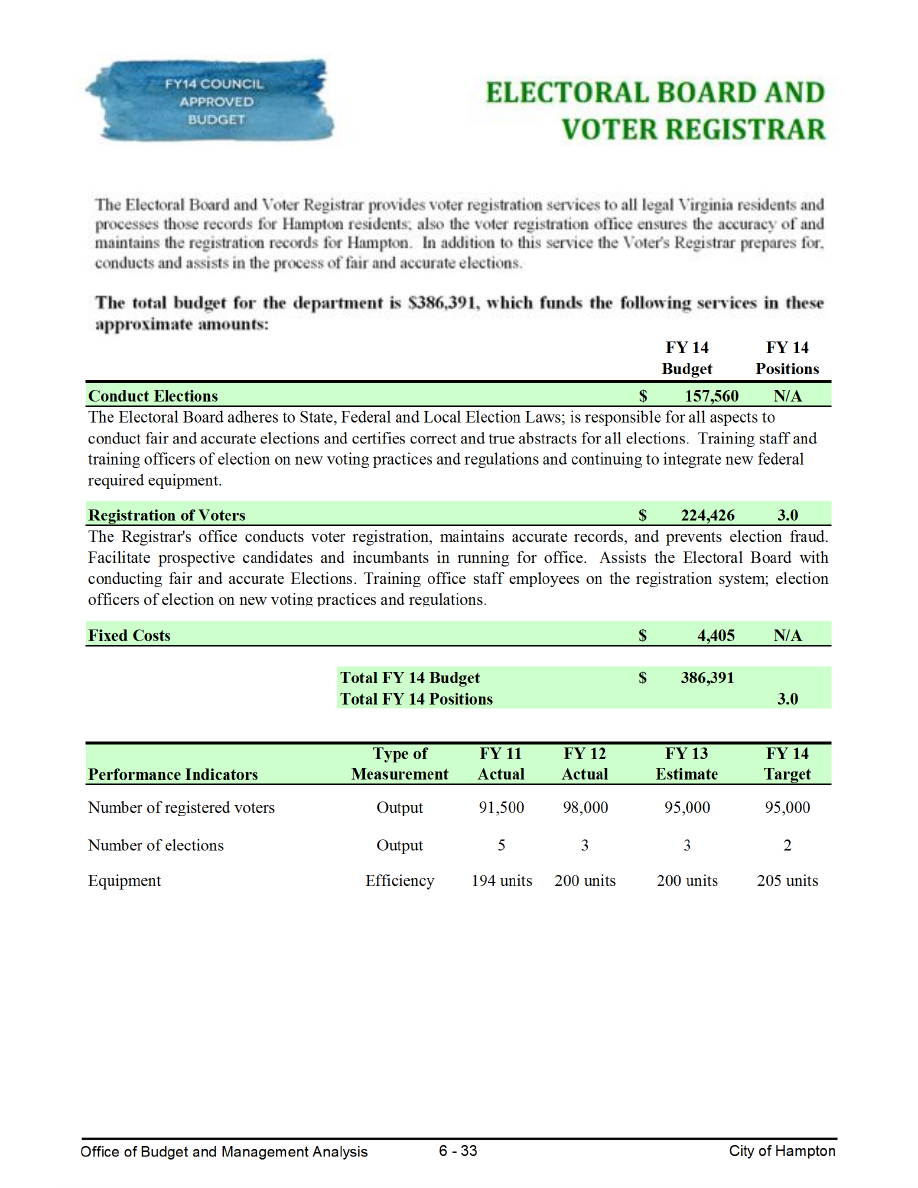 FY14 COUNCIL
APPROVED
BUDGET
ELECTORAL BOARD AND
VOTER REGISTRAR
The Electoral Board and Voter Registrar provides voter registration services to all legal Virginia residents and
processes those records for Hampton residents; also the voter registration office ensures the accuracy of and
maintains the registration records for Hampton. In addition to this service the Voter's Registrar prepares for,
conducts and assists in the process of fair and accurate elections.
The total budget for the department is $386,391, which funds the following services in these
approximate amounts:
FY 14 FY 14
Budget Positions
Conduct Elections $ 157,560 N/A
The Electoral Board adheres to State, Federal and Local Election Laws; is responsible for all aspects to
conduct fair and accurate elections and certifies correct and true abstracts for all elections. Training staff and
training officers of election on new voting practices and regulations and continuing to integrate new federal
required equipment.
Registration of Voters $ 224,426 3.0
The Registrar's office conducts voter registration, maintains accurate records, and prevents election fraud.
Facilitate prospective candidates and incumbants in running for office. Assists the Electoral Board with
conducting fair and accurate Elections. Training office staff employees on the registration system; election
officers of election on new voting practices and regulations.
Fixed Costs $ 4,405 N/A
Total FY 14 Budget $ 386,391
Total FY 14 Positions 3.0
Type of FY 11 FY 12 FY 13 FY 14
Performance Indicators Measurement Actual Actual Estimate Target
Number of registered voters Output 91,500 98,000 95,000 95,000
Number of elections Output 5 3 3 2
Equipment Efficiency 194 units 200 units 200 units 205 units
Office of Budget and Management Analysis 6 - 33 City of Hampton